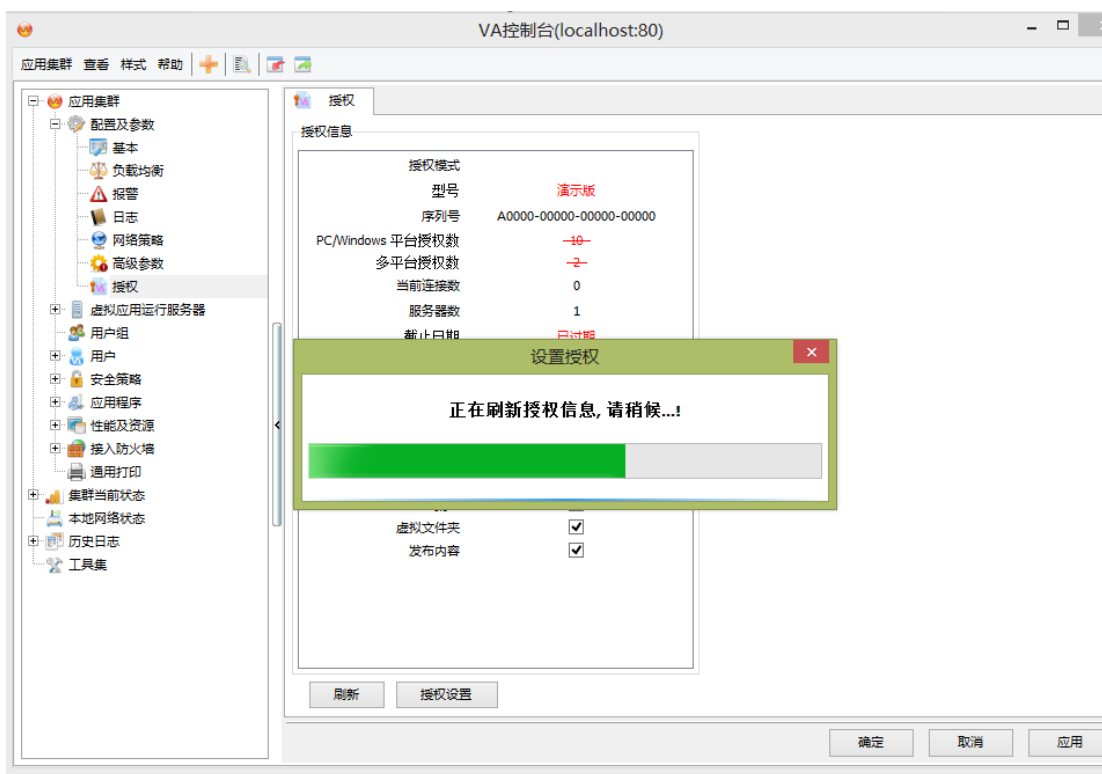 VA控制台(localhost:80)
应用集群 查看 样式 帮助
应用集群
配置及参数
基本
负载均衡
报警
日志
网络策略
高级参数
授权
虚拟应用运行服务器
用户组
用户
安全策略
应用程序
性能及资源
接入防火墙
通用打印
集群当前状态
本地网络状态
历史日志
工具集
授权
授权信息
授权模式
型号 演示版
序列号 A0000-00000-00000-00000
PC/Windows 平台授权数 10
多平台授权数 2
当前连接数 0
服务器数 1
截止日期 已过期
设置授权
正在刷新授权信息, 请稍候...!
虚拟文件夹
发布内容
刷新 授权设置
确定 取消 应用